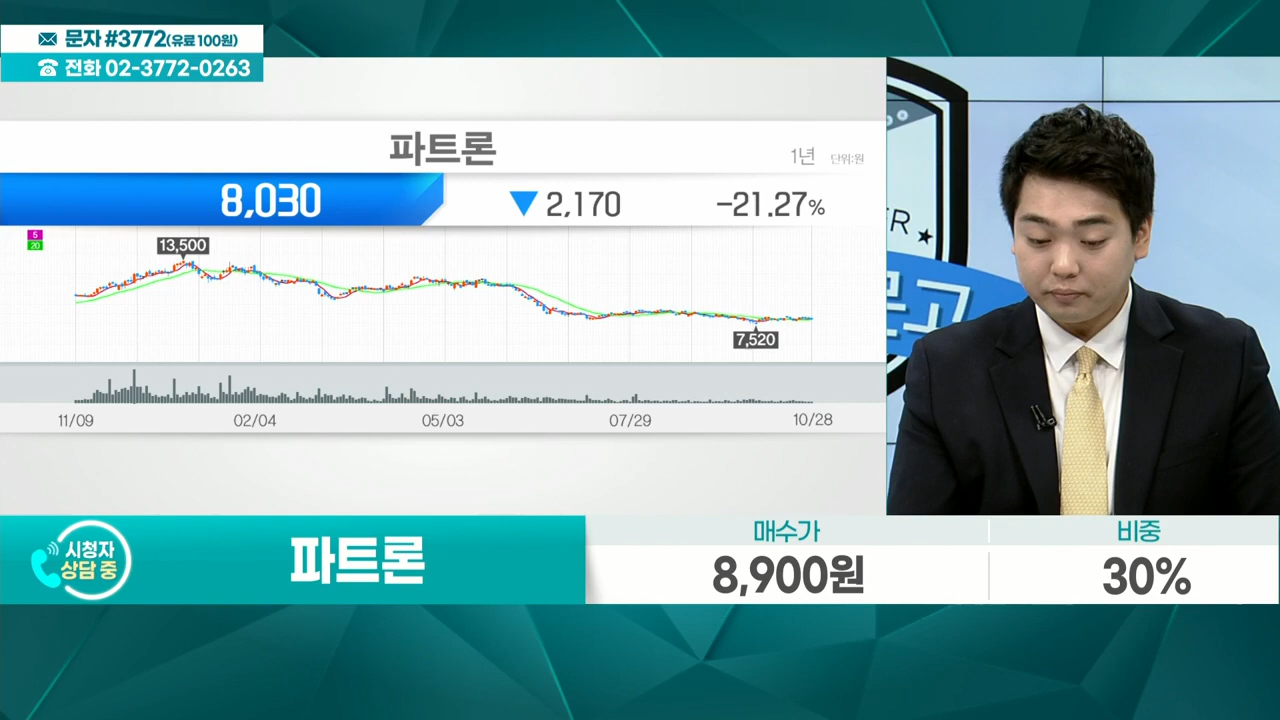 문자 #3772(유료 100원)
전화 02-3772-0263
파트론
1년 단위:원
8,030 ▼ 2,170 -21.27%
5
20
13,500
7,520
11/09 02/04 05/03 07/29 10/28
R ★
문고
시청자
상담 중
파트론
매수가 비중
8,900원 30%